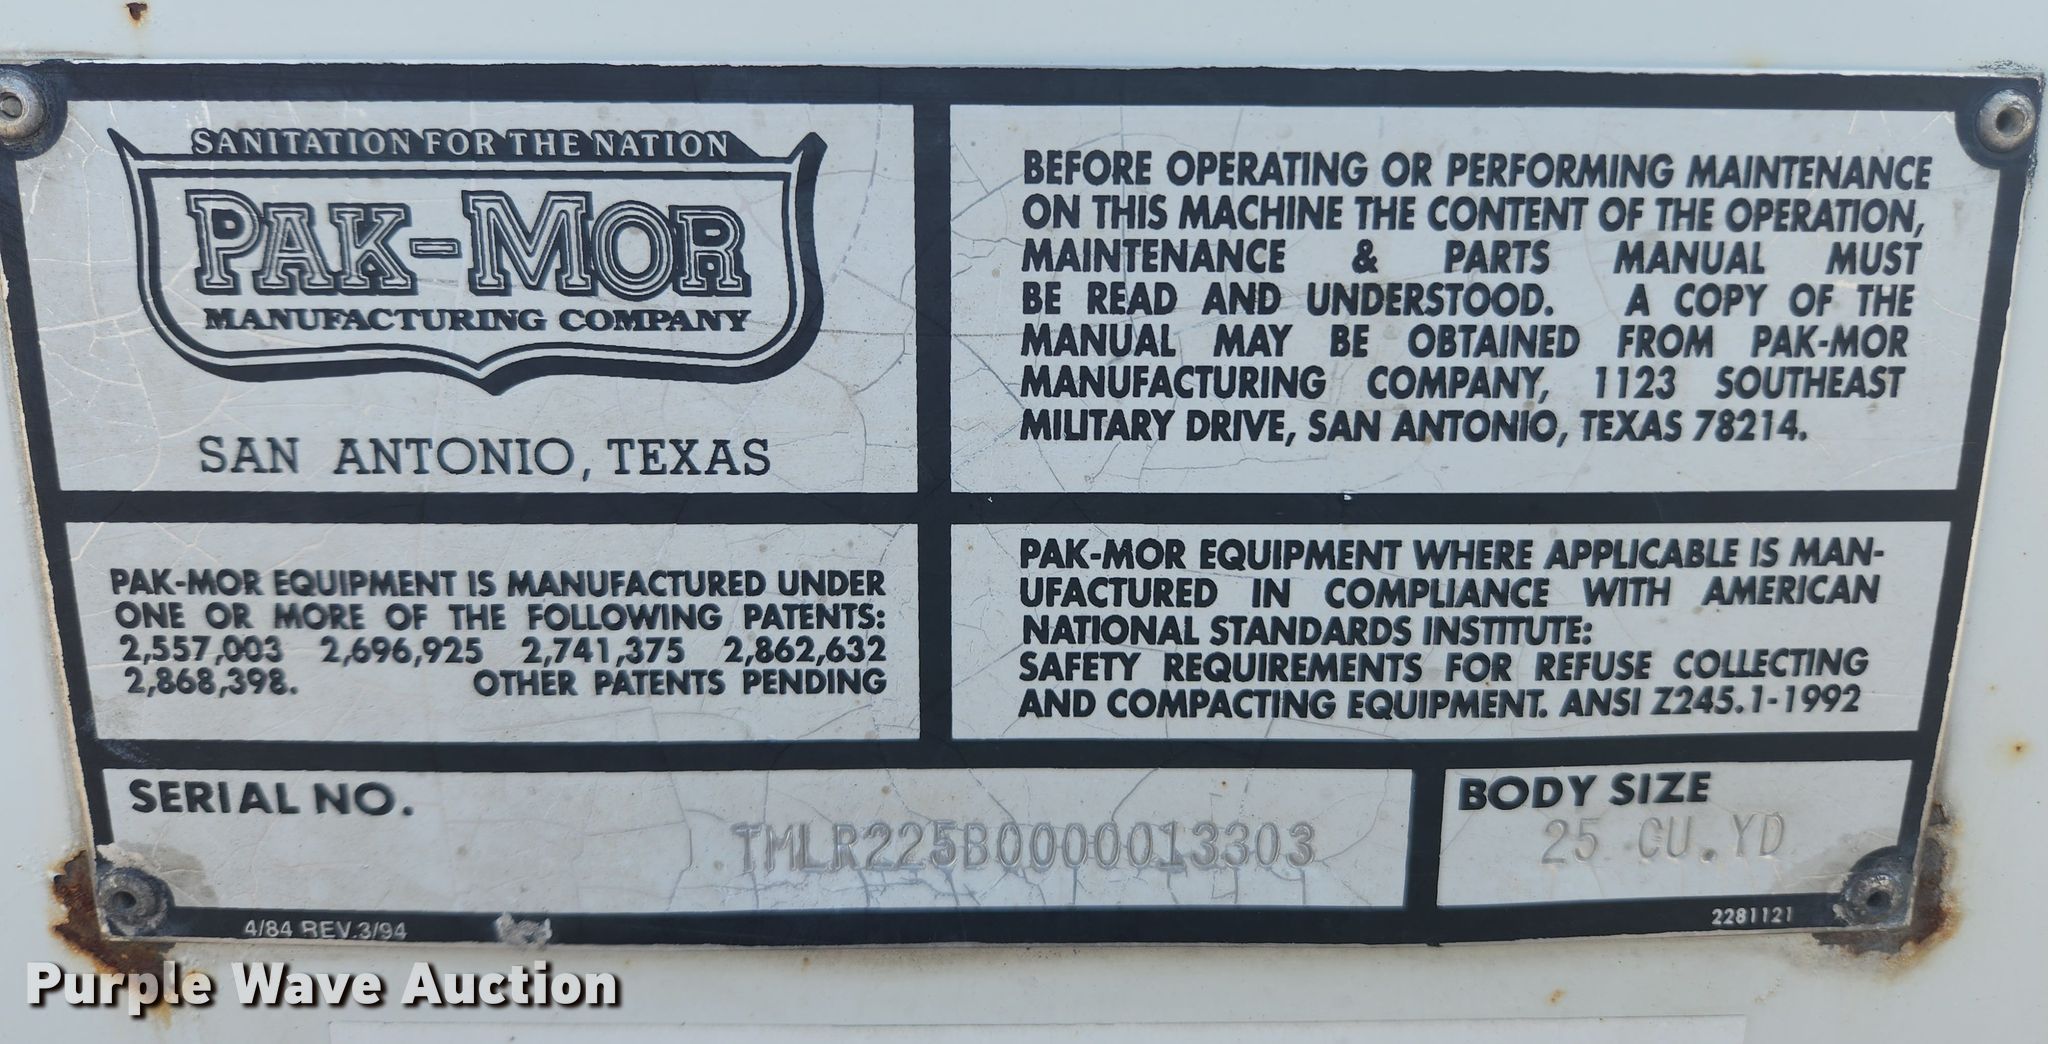 SANITATION FOR THE NATION
PAK-MOR
MANUFACTURING COMPANY
SAN ANTONIO, TEXAS
BEFORE OPERATING OR PERFORMING MAINTENANCE
ON THIS MACHINE THE CONTENT OF THE OPERATION,
MAINTENANCE & PARTS MANUAL MUST
BE READ AND UNDERSTOOD. A COPY OF THE
MANUAL MAY BE OBTAINED FROM PAK-MOR
MANUFACTURING COMPANY, 1123 SOUTHEAST
MILITARY DRIVE, SAN ANTONIO, TEXAS 78214.
PAK-MOR EQUIPMENT IS MANUFACTURED UNDER
ONE OR MORE OF THE FOLLOWING PATENTS:
2,557,003 2,696,925 2,741,375 2,862,632
2,868,398. OTHER PATENTS PENDING
PAK-MOR EQUIPMENT WHERE APPLICABLE IS MAN-
UFACTURED IN COMPLIANCE WITH AMERICAN
NATIONAL STANDARDS INSTITUTE:
SAFETY REQUIREMENTS FOR REFUSE COLLECTING
AND COMPACTING EQUIPMENT. ANSI Z245.1-1992
SERIAL NO.
TMLR225B0000013303
BODY SIZE
25 CU.YD
4/84 REV.3/94
2281121
Purple Wave Auction